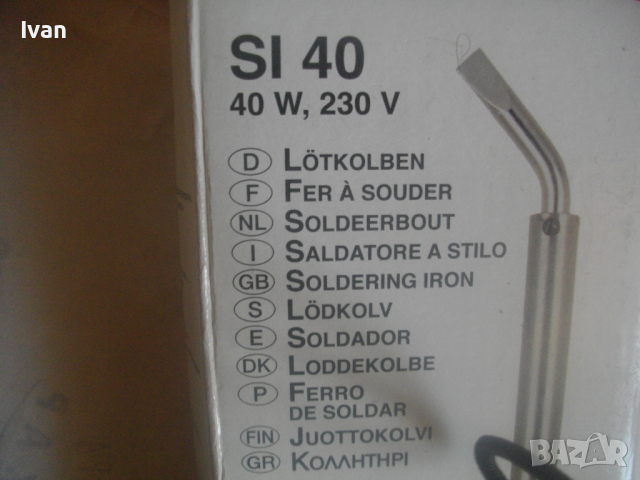 Ivan
SI 40
40 W, 230 V
D LÖTKOLBEN
F FER À SOUDER
NL SOLDEERBOUT
I SALDATORE A STILO
GB SOLDERING IRON
S LÖDKOLV
E SOLDADOR
DK LODDEKOLBE
P FERRO
DE SOLDAR
FIN JUOTTOKOLVI
GR ΚΟΛΛΗΤΗΡΙ
BAZAR